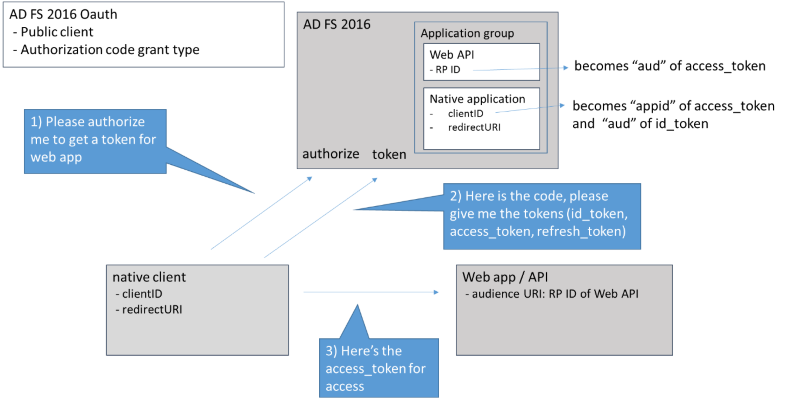 AD FS 2016 Oauth
- Public client
- Authorization code grant type
AD FS 2016
Application group
Web API
- RP ID
becomes “aud” of access_token
Native application
- clientID
- redirectURI
becomes “appid” of access_token
and “aud” of id_token
authorize token
1) Please authorize
me to get a token for
web app
2) Here is the code, please
give me the tokens (id_token,
access_token, refresh_token)
native client
- clientID
- redirectURI
Web app / API
- audience URI: RP ID of Web API
3) Here’s the
access_token for
access